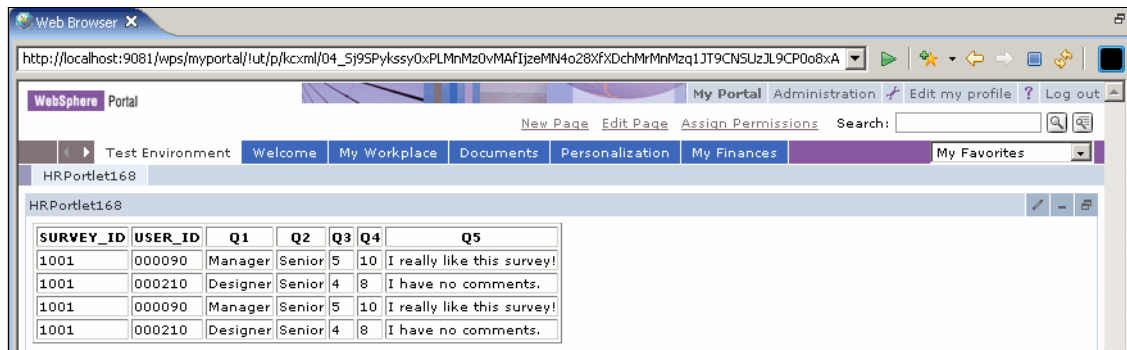 Web Browser
http://localhost:9081/wps/myportal/!ut/p/kcxml/04_Sj9SPykssy0xPLMnMz0vMAfIjzeMN4o28XfXDchMrMnMzq1JT9CNSUzJL9CP0o8xA
WebSphere Portal My Portal Administration Edit my profile ? Log out
New Page Edit Page Assign Permissions Search:
Test Environment Welcome My Workplace Documents Personalization My Finances My Favorites
HRPortlet168
HRPortlet168
SURVEY_ID USER_ID Q1 Q2 Q3 Q4 Q5
1001 000090 Manager Senior 5 10 I really like this survey!
1001 000210 Designer Senior 4 8 I have no comments.
1001 000090 Manager Senior 5 10 I really like this survey!
1001 000210 Designer Senior 4 8 I have no comments.